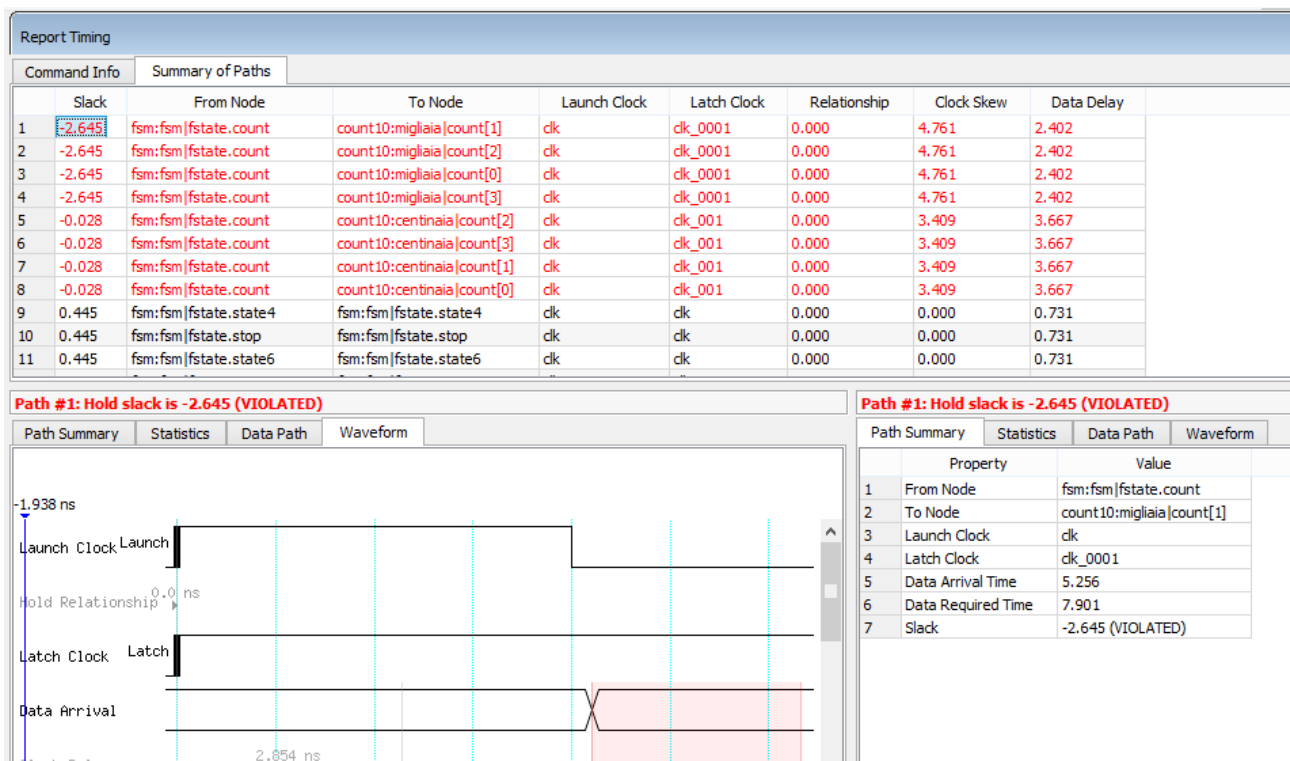 Report Timing
Command Info Summary of Paths
Slack From Node To Node Launch Clock Latch Clock Relationship Clock Skew Data Delay
1 -2.645 fsm:fsm|fstate.count count10:migliaia|count[1] clk clk_0001 0.000 4.761 2.402
2 -2.645 fsm:fsm|fstate.count count10:migliaia|count[2] clk clk_0001 0.000 4.761 2.402
3 -2.645 fsm:fsm|fstate.count count10:migliaia|count[0] clk clk_0001 0.000 4.761 2.402
4 -2.645 fsm:fsm|fstate.count count10:migliaia|count[3] clk clk_0001 0.000 4.761 2.402
5 -0.028 fsm:fsm|fstate.count count10:centinaia|count[2] clk clk_001 0.000 3.409 3.667
6 -0.028 fsm:fsm|fstate.count count10:centinaia|count[3] clk clk_001 0.000 3.409 3.667
7 -0.028 fsm:fsm|fstate.count count10:centinaia|count[1] clk clk_001 0.000 3.409 3.667
8 -0.028 fsm:fsm|fstate.count count10:centinaia|count[0] clk clk_001 0.000 3.409 3.667
9 0.445 fsm:fsm|fstate.state4 fsm:fsm|fstate.state4 clk clk 0.000 0.000 0.731
10 0.445 fsm:fsm|fstate.stop fsm:fsm|fstate.stop clk clk 0.000 0.000 0.731
11 0.445 fsm:fsm|fstate.state6 fsm:fsm|fstate.state6 clk clk 0.000 0.000 0.731
Path #1: Hold slack is -2.645 (VIOLATED)
Path Summary Statistics Data Path Waveform
-1.938 ns
Launch Clock Launch
Hold Relationship 0.0 ns
Latch Clock Latch
Data Arrival
2.854 ns
Path #1: Hold slack is -2.645 (VIOLATED)
Path Summary Statistics Data Path Waveform
Property Value
1 From Node fsm:fsm|fstate.count
2 To Node count10:migliaia|count[1]
3 Launch Clock clk
4 Latch Clock clk_0001
5 Data Arrival Time 5.256
6 Data Required Time 7.901
7 Slack -2.645 (VIOLATED)